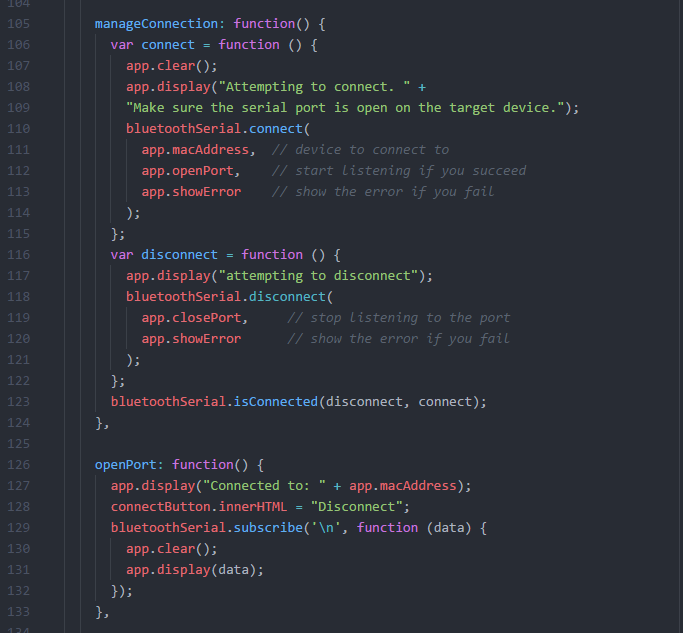 104
105 manageConnection: function() {
106 var connect = function () {
107 app.clear();
108 app.display("Attempting to connect. " +
109 "Make sure the serial port is open on the target device.");
110 bluetoothSerial.connect(
111 app.macAddress,  // device to connect to
112 app.openPort,    // start listening if you succeed
113 app.showError    // show the error if you fail
114 );
115 };
116 var disconnect = function () {
117 app.display("attempting to disconnect");
118 bluetoothSerial.disconnect(
119 app.closePort,     // stop listening to the port
120 app.showError      // show the error if you fail
121 );
122 };
123 bluetoothSerial.isConnected(disconnect, connect);
124 },
125
126 openPort: function() {
127 app.display("Connected to: " + app.macAddress);
128 connectButton.innerHTML = "Disconnect";
129 bluetoothSerial.subscribe('\n', function (data) {
130 app.clear();
131 app.display(data);
132 });
133 },
134